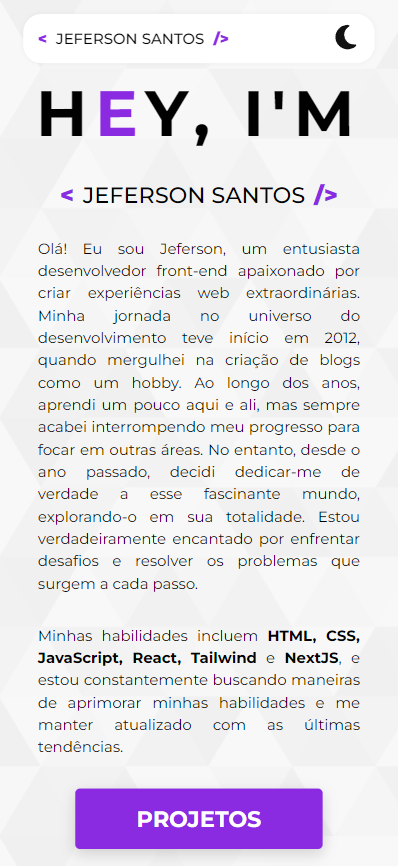 < JEFERSON SANTOS />
HEY, I'M
< JEFERSON SANTOS />
Olá! Eu sou Jeferson, um entusiasta
desenvolvedor front-end apaixonado por
criar experiências web extraordinárias.
Minha jornada no universo do
desenvolvimento teve início em 2012,
quando mergulhei na criação de blogs
como um hobby. Ao longo dos anos,
aprendi um pouco aqui e ali, mas sempre
acabei interrompendo meu progresso para
focar em outras áreas. No entanto, desde o
ano passado, decidi dedicar-me de
verdade a esse fascinante mundo,
explorando-o em sua totalidade. Estou
verdadeiramente encantado por enfrentar
desafios e resolver os problemas que
surgem a cada passo.
Minhas habilidades incluem HTML, CSS,
JavaScript, React, Tailwind e NextJS, e
estou constantemente buscando maneiras
de aprimorar minhas habilidades e me
manter atualizado com as últimas
tendências.
PROJETOS